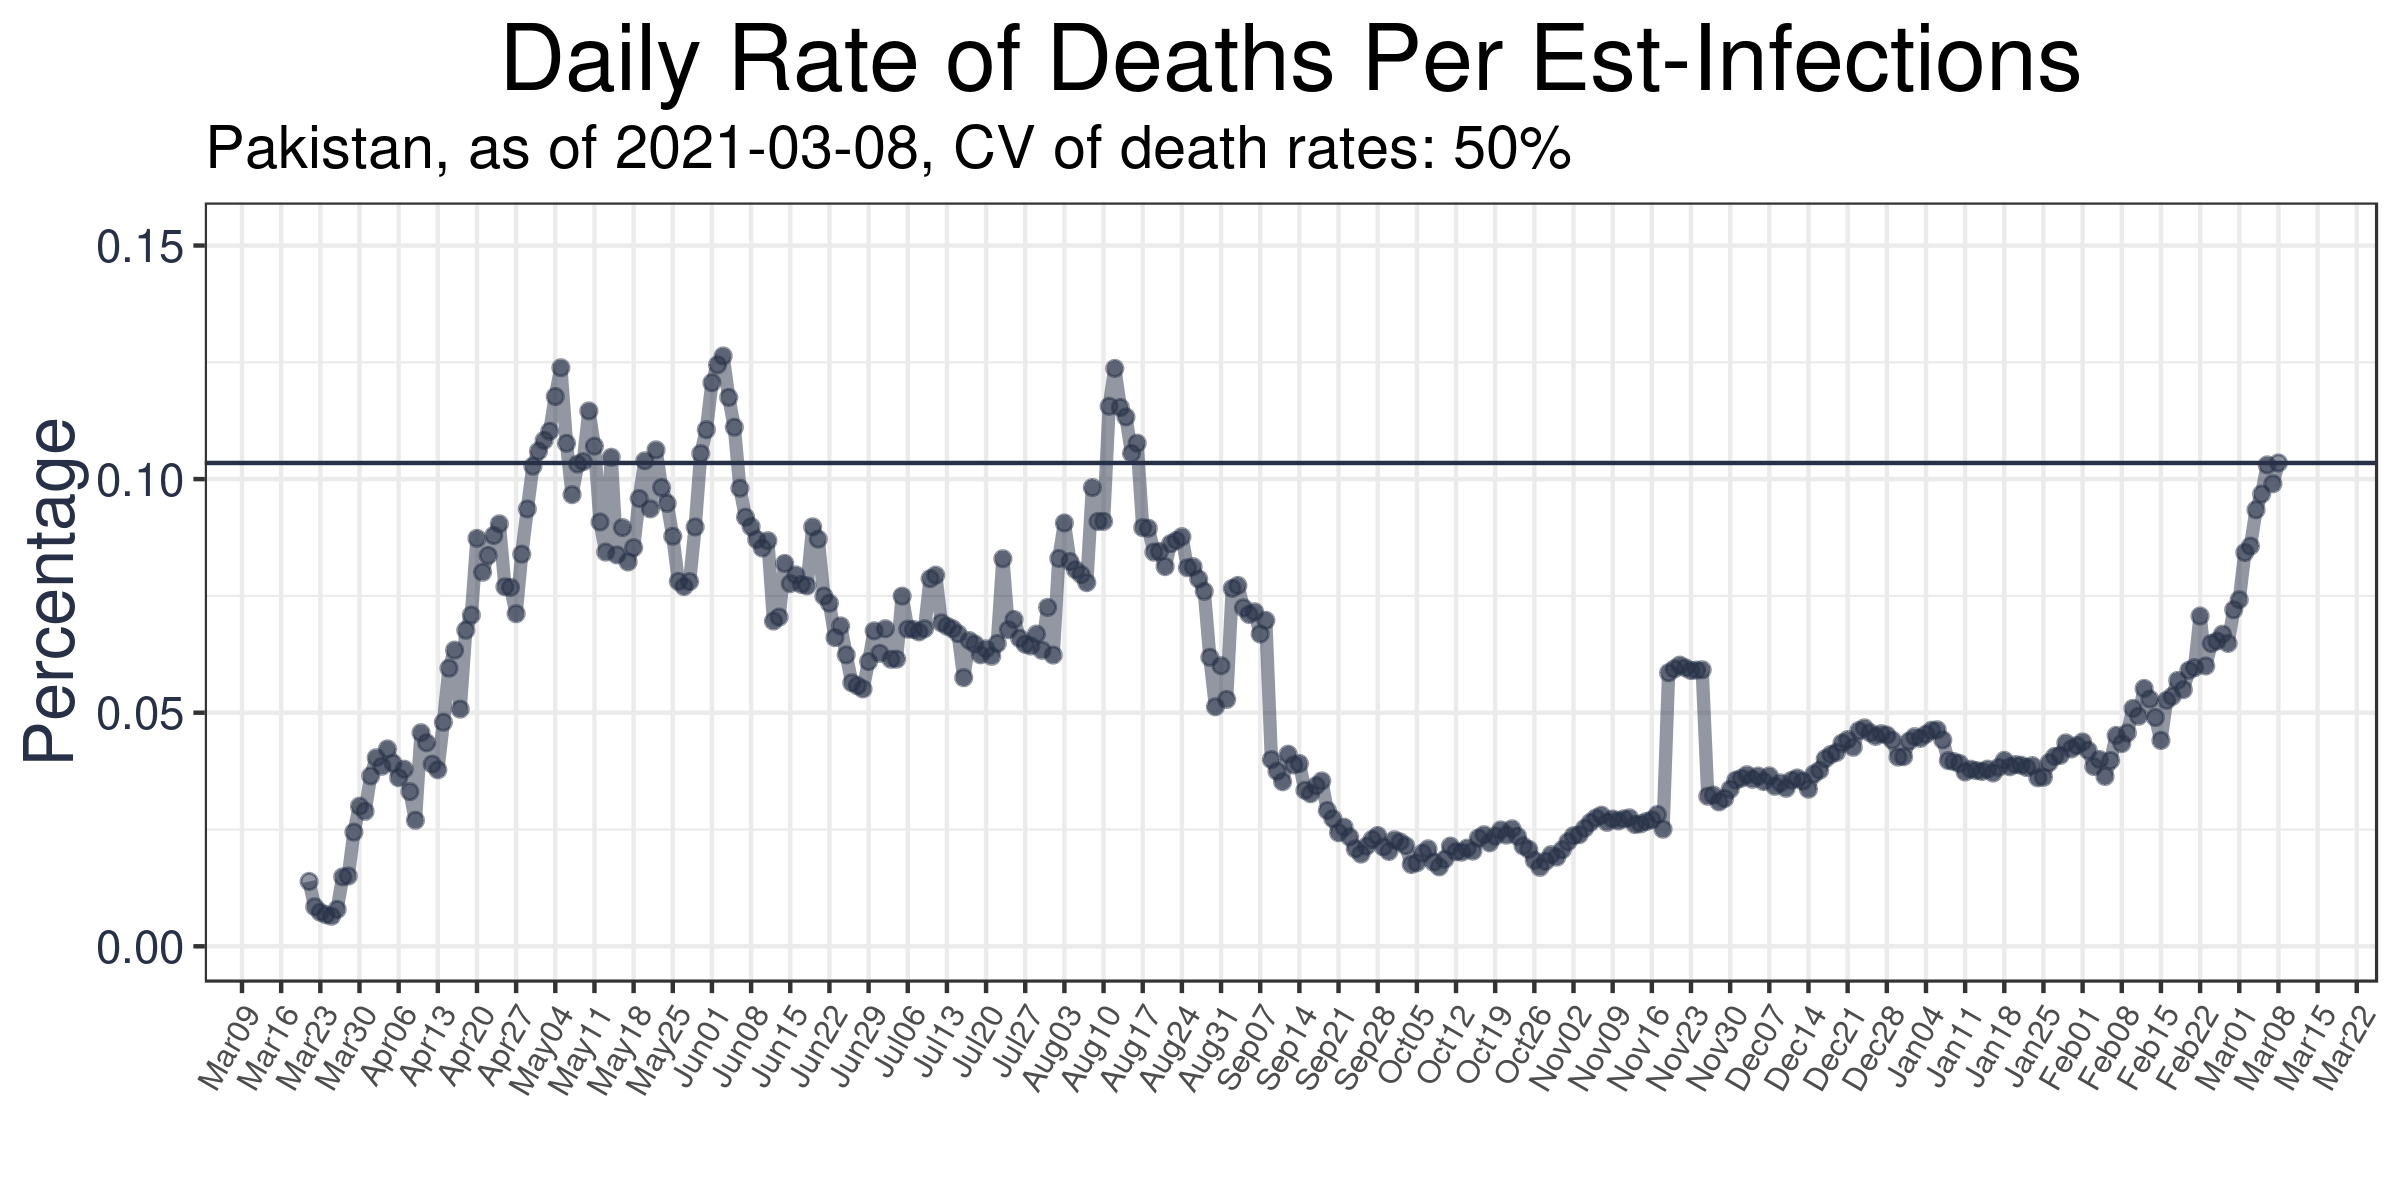 Daily Rate of Deaths Per Est-Infections
Pakistan, as of 2021-03-08, CV of death rates: 50%
Percentage
0.15
0.10
0.05
0.00
Mar09
Mar16
Mar23
Mar30
Apr06
Apr13
Apr20
Apr27
May04
May11
May18
May25
Jun01
Jun08
Jun15
Jun22
Jun29
Jul06
Jul13
Jul20
Jul27
Aug03
Aug10
Aug17
Aug24
Aug31
Sep07
Sep14
Sep21
Sep28
Oct05
Oct12
Oct19
Oct26
Nov02
Nov09
Nov16
Nov23
Nov30
Dec07
Dec14
Dec21
Dec28
Jan04
Jan11
Jan18
Jan25
Feb01
Feb08
Feb15
Feb22
Mar01
Mar08
Mar15
Mar22